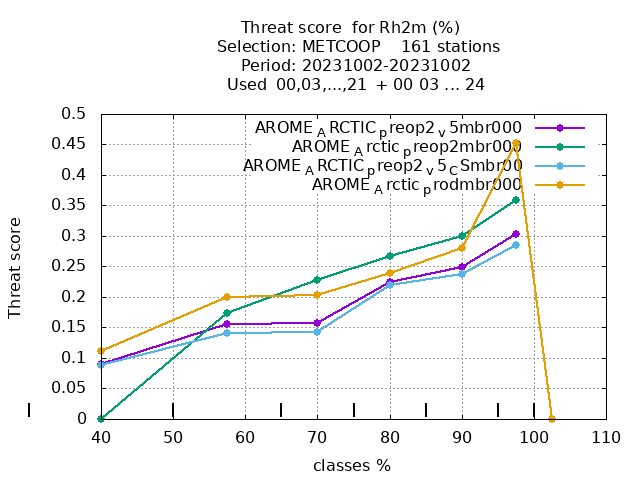 Threat score for Rh2m (%)
Selection: METCOOP 161 stations
Period: 20231002-20231002
Used 00,03,...,21 + 00 03 ... 24
AROME_ARCTIC_preop2_v5mbr000
AROME_Arctic_preop2mbr000
AROME_ARCTIC_preop2_v5_CSmbr00
AROME_Arctic_prodmbr000
0.5
0.45
0.4
0.35
0.3
0.25
0.2
0.15
0.1
0.05
0
Threat score
40 50 60 70 80 90 100 110
classes %